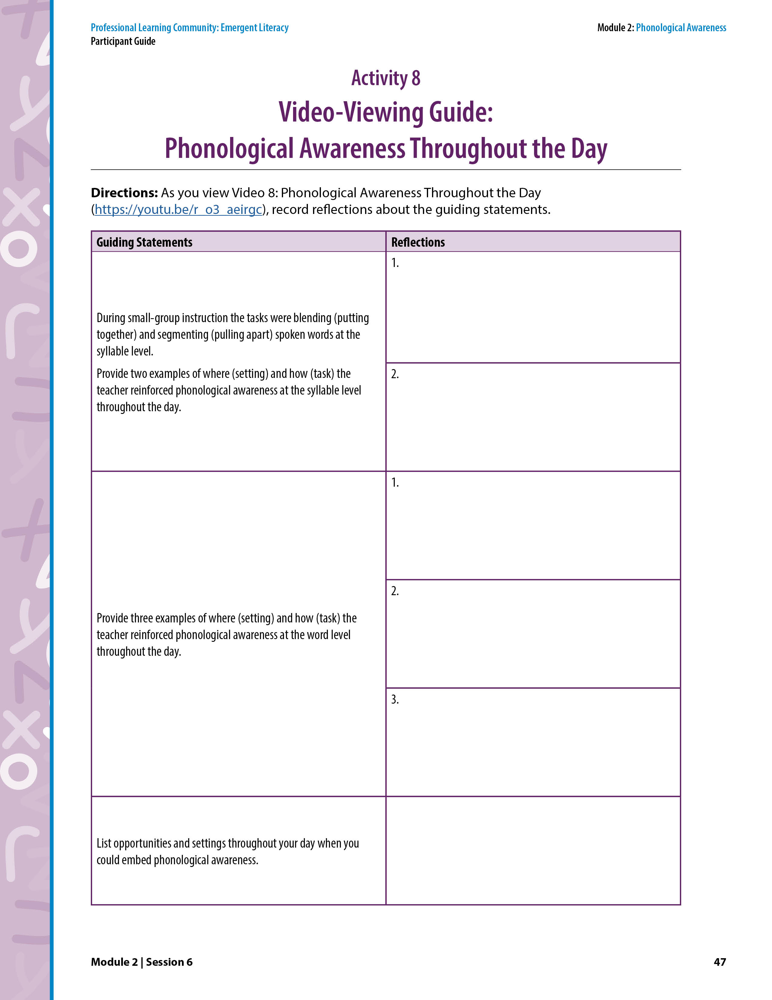 Professional Learning Community: Emergent Literacy
Participant Guide
Module 2: Phonological Awareness
Activity 8
Video-Viewing Guide:
Phonological Awareness Throughout the Day
Directions: As you view Video 8: Phonological Awareness Throughout the Day
(https://youtu.be/r_o3_aeirgc), record reflections about the guiding statements.
Guiding Statements
Reflections
During small-group instruction the tasks were blending (putting
together) and segmenting (pulling apart) spoken words at the
syllable level.
Provide two examples of where (setting) and how (task) the
teacher reinforced phonological awareness at the syllable level
throughout the day.
1.
2.
Provide three examples of where (setting) and how (task) the
teacher reinforced phonological awareness at the word level
throughout the day.
1.
2.
3.
List opportunities and settings throughout your day when you
could embed phonological awareness.
Module 2 | Session 6
47